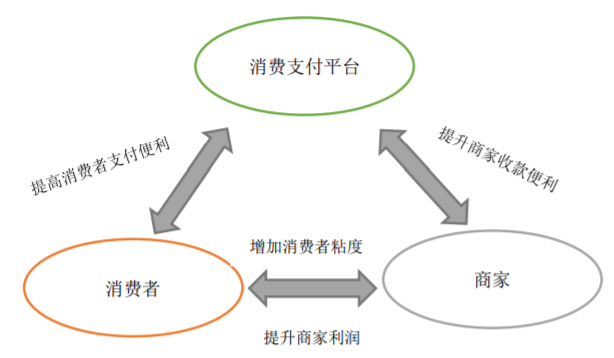 消费支付平台
提高消费者支付便利
提升商家收款便利
增加消费者粘度
消费者
商家
提升商家利润